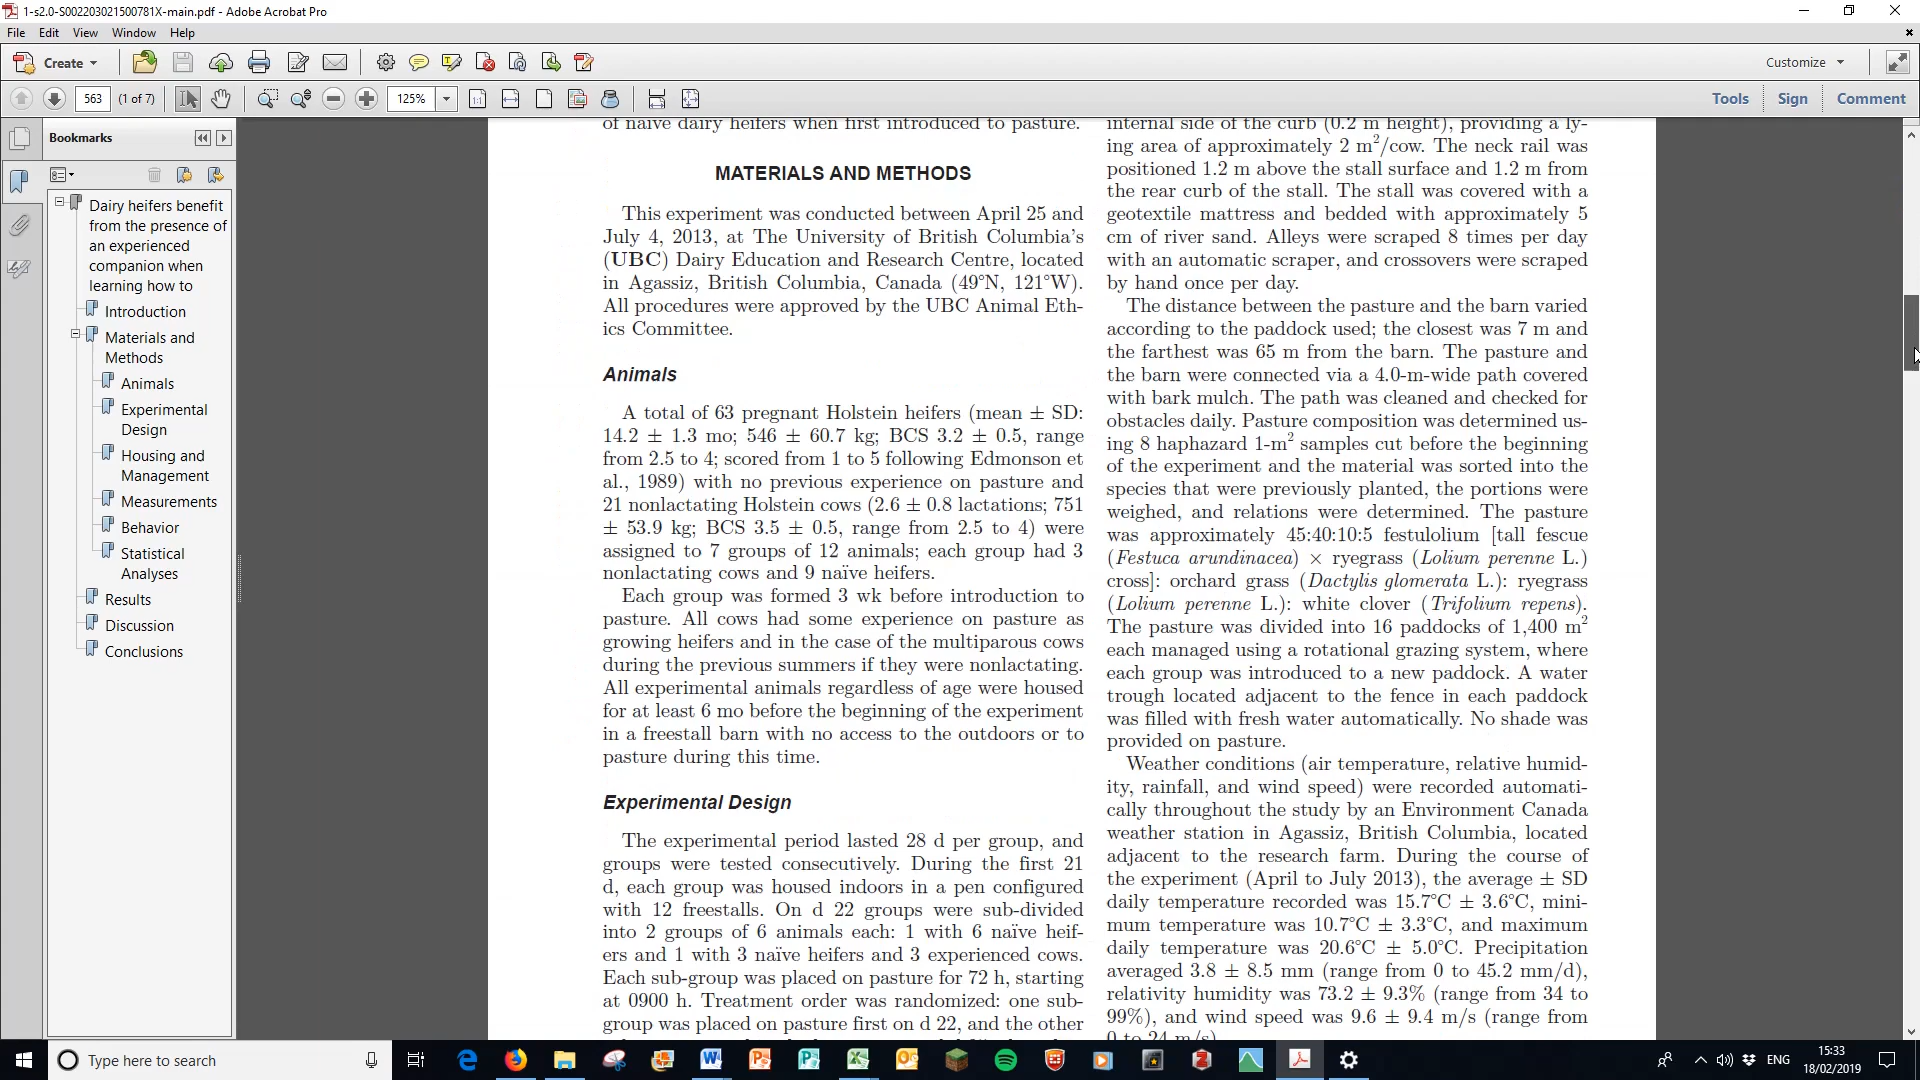 1-s2.0-S002203021500781X-main.pdf - Adobe Acrobat Pro
File Edit View Window Help
Create
Customize
563 (1 of 7) 125%
Tools Sign Comment
Bookmarks
Dairy heifers benefit
from the presence of
an experienced
companion when
learning how to
Introduction
Materials and
Methods
Animals
Experimental
Design
Housing and
Management
Measurements
Behavior
Statistical
Analyses
Results
Discussion
Conclusions
of naïve dairy heifers when first introduced to pasture.
MATERIALS AND METHODS
This experiment was conducted between April 25 and
July 4, 2013, at The University of British Columbia's
(UBC) Dairy Education and Research Centre, located
in Agassiz, British Columbia, Canada (49°N, 121°W).
All procedures were approved by the UBC Animal Eth-
ics Committee.
Animals
A total of 63 pregnant Holstein heifers (mean ± SD:
14.2 ± 1.3 mo; 546 ± 60.7 kg; BCS 3.2 ± 0.5, range
from 2.5 to 4; scored from 1 to 5 following Edmonson et
al., 1989) with no previous experience on pasture and
21 nonlactating Holstein cows (2.6 ± 0.8 lactations; 751
± 53.9 kg; BCS 3.5 ± 0.5, range from 2.5 to 4) were
assigned to 7 groups of 12 animals; each group had 3
nonlactating cows and 9 naïve heifers.
Each group was formed 3 wk before introduction to
pasture. All cows had some experience on pasture as
growing heifers and in the case of the multiparous cows
during the previous summers if they were nonlactating.
All experimental animals regardless of age were housed
for at least 6 mo before the beginning of the experiment
in a freestall barn with no access to the outdoors or to
pasture during this time.
Experimental Design
The experimental period lasted 28 d per group, and
groups were tested consecutively. During the first 21
d, each group was housed indoors in a pen configured
with 12 freestalls. On d 22 groups were sub-divided
into 2 groups of 6 animals each: 1 with 6 naïve heif-
ers and 1 with 3 naïve heifers and 3 experienced cows.
Each sub-group was placed on pasture for 72 h, starting
at 0900 h. Treatment order was randomized: one sub-
group was placed on pasture first on d 22, and the other
internal side of the curb (0.2 m height), providing a ly-
ing area of approximately 2 m²/cow. The neck rail was
positioned 1.2 m above the stall surface and 1.2 m from
the rear curb of the stall. The stall was covered with a
geotextile mattress and bedded with approximately 5
cm of river sand. Alleys were scraped 8 times per day
with an automatic scraper, and crossovers were scraped
by hand once per day.
The distance between the pasture and the barn varied
according to the paddock used; the closest was 7 m and
the farthest was 65 m from the barn. The pasture and
the barn were connected via a 4.0-m-wide path covered
with bark mulch. The path was cleaned and checked for
obstacles daily. Pasture composition was determined us-
ing 8 haphazard 1-m² samples cut before the beginning
of the experiment and the material was sorted into the
species that were previously planted, the portions were
weighed, and relations were determined. The pasture
was approximately 45:40:10:5 festulolium [tall fescue
(Festuca arundinacea) × ryegrass (Lolium perenne L.)
cross]: orchard grass (Dactylis glomerata L.): ryegrass
(Lolium perenne L.): white clover (Trifolium repens).
The pasture was divided into 16 paddocks of 1,400 m²
each managed using a rotational grazing system, where
each group was introduced to a new paddock. A water
trough located adjacent to the fence in each paddock
was filled with fresh water automatically. No shade was
provided on pasture.
Weather conditions (air temperature, relative humid-
ity, rainfall, and wind speed) were recorded automati-
cally throughout the study by an Environment Canada
weather station in Agassiz, British Columbia, located
adjacent to the research farm. During the course of
the experiment (April to July 2013), the average ± SD
daily temperature recorded was 15.7°C ± 3.6°C, mini-
mum temperature was 10.7°C ± 3.3°C, and maximum
daily temperature was 20.6°C ± 5.0°C. Precipitation
averaged 3.8 ± 8.5 mm (range from 0 to 45.2 mm/d),
relativity humidity was 73.2 ± 9.3% (range from 34 to
99%), and wind speed was 9.6 ± 9.4 m/s (range from
0 to 24 m/s)
Type here to search
ENG
15:33
18/02/2019